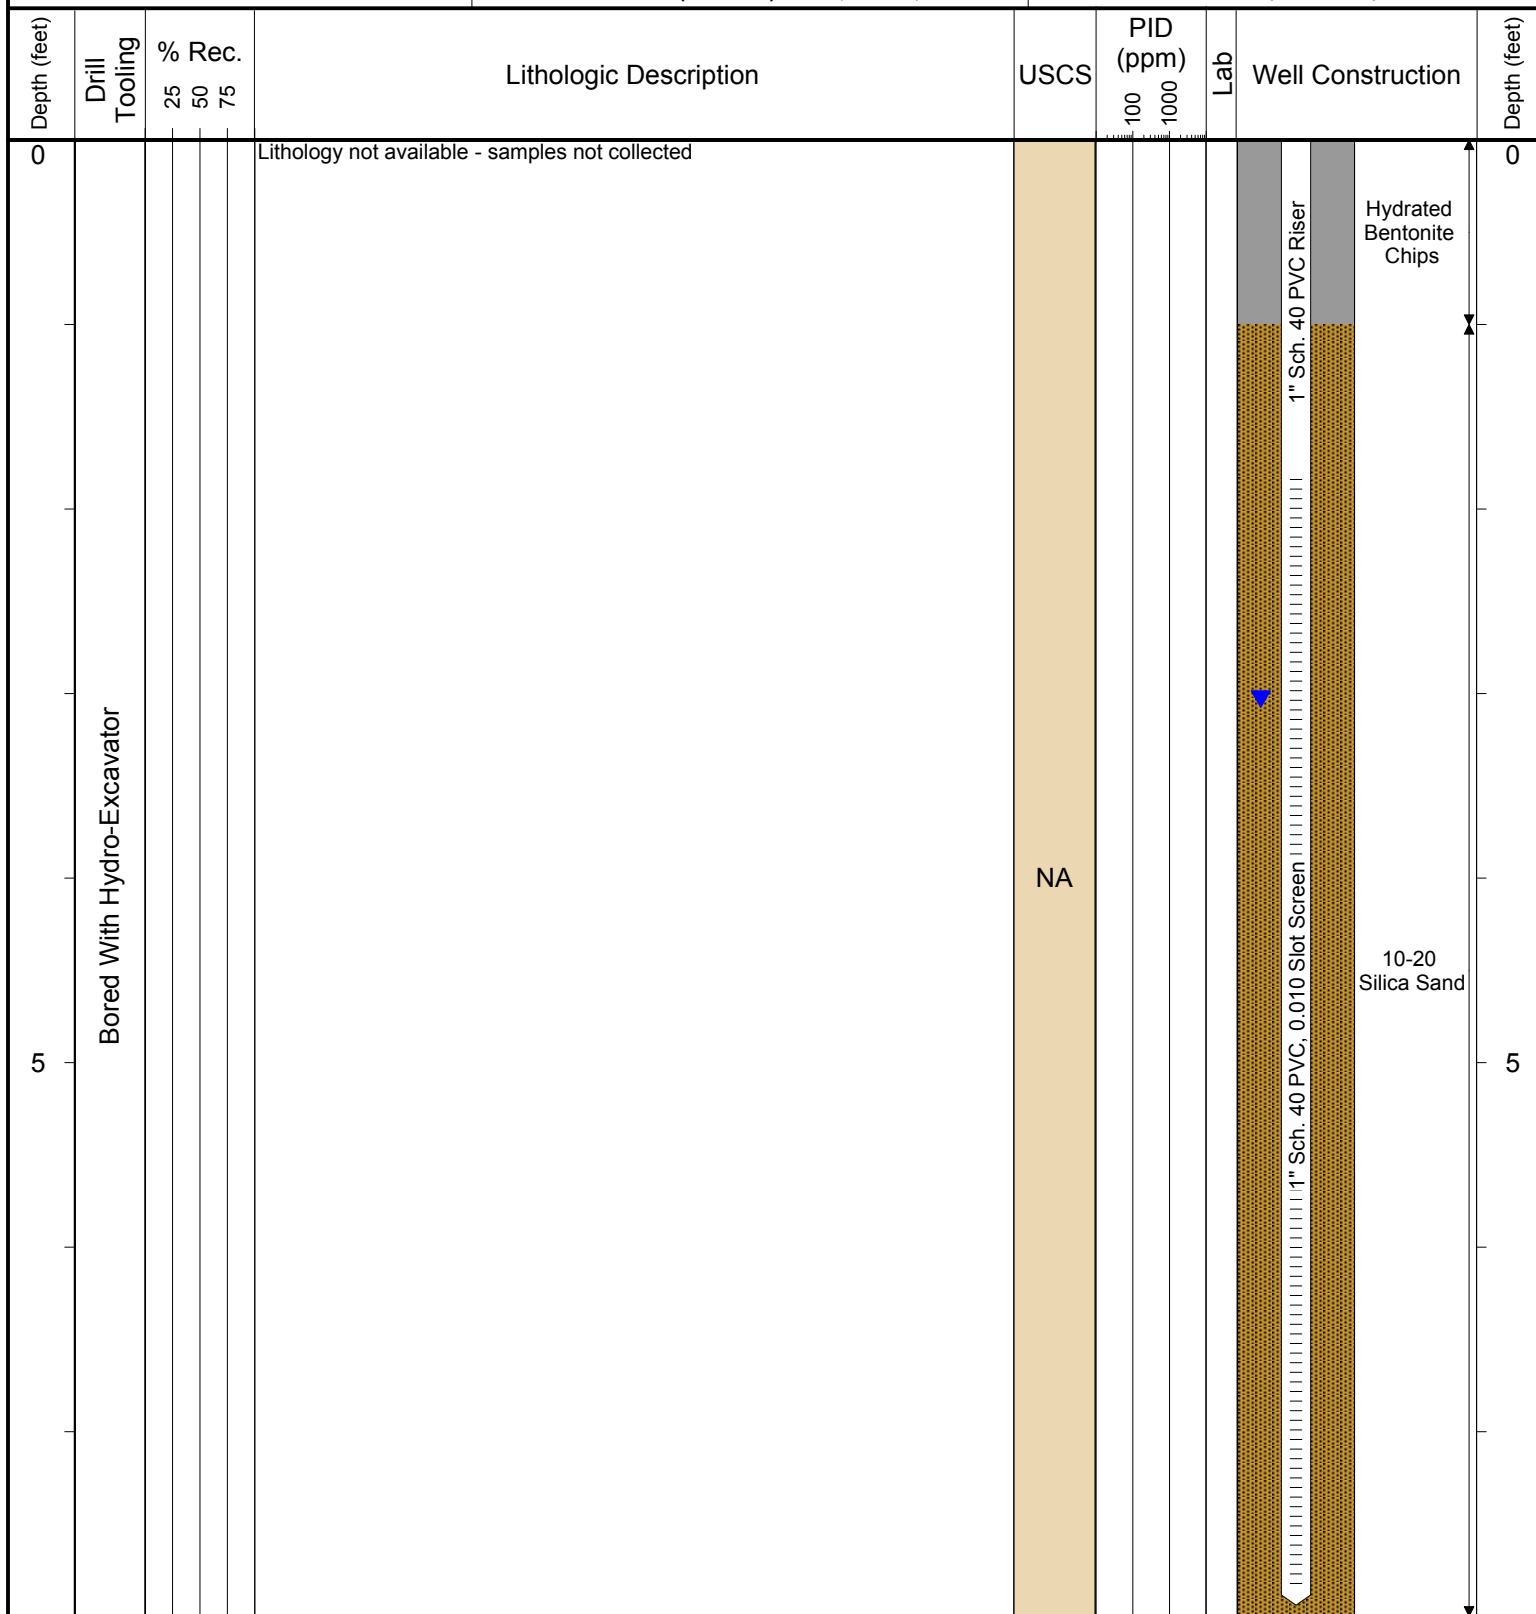 Depth (feet)
Drill
Tooling
% Rec.
25
50
75
Lithologic Description
USCS
PID
(ppm)
100
1000
Lab
Well Construction
Depth (feet)
0
Lithology not available - samples not collected
0
Hydrated
Bentonite
Chips
1" Sch. 40 PVC Riser
Bored With Hydro-Excavator
NA
1" Sch. 40 PVC, 0.010 Slot Screen
10-20
Silica Sand
5
5